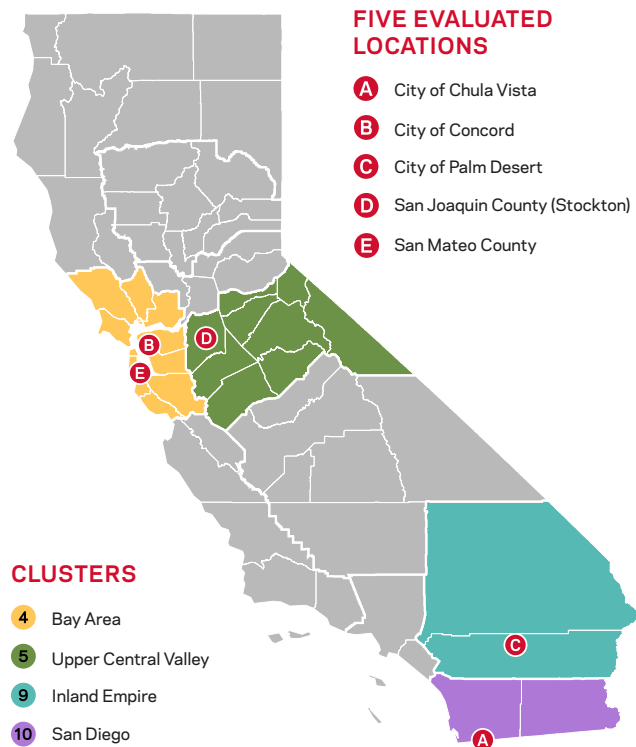 FIVE EVALUATED
LOCATIONS
A City of Chula Vista
B City of Concord
C City of Palm Desert
D San Joaquin County (Stockton)
E San Mateo County
B
D
E
C
A
CLUSTERS
4 Bay Area
5 Upper Central Valley
9 Inland Empire
10 San Diego